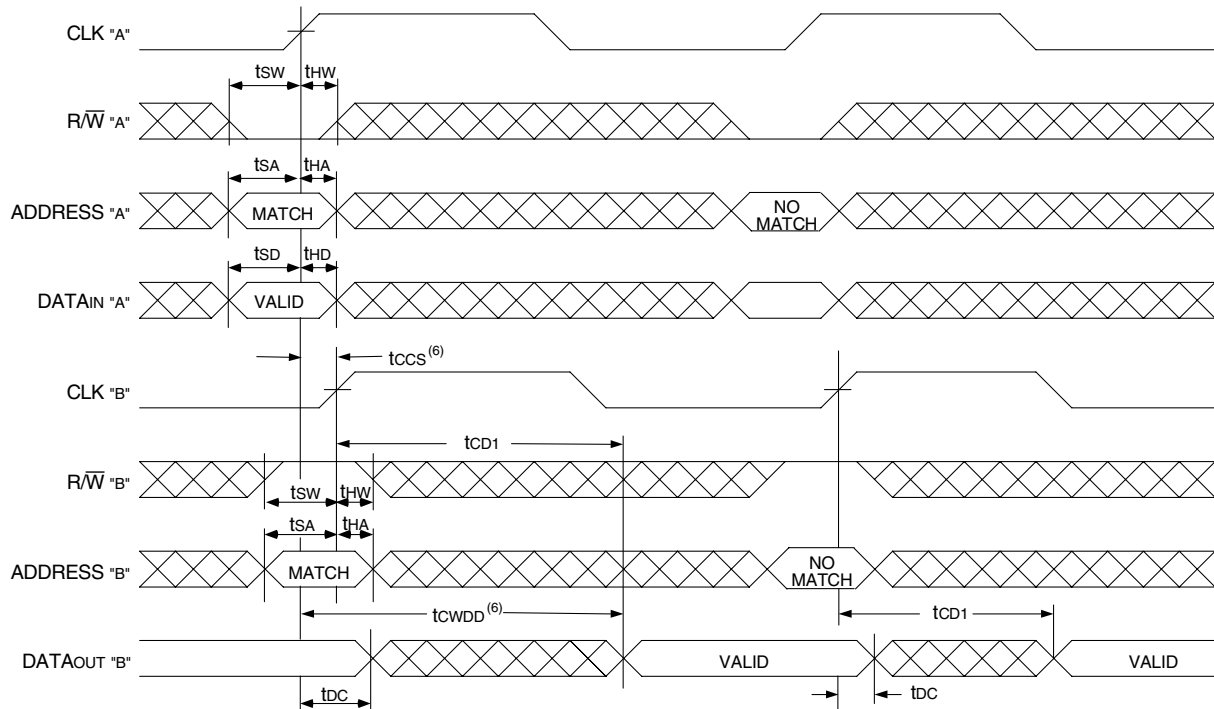 CLK "A"
tSW tHW
R/W̅ "A"
tSA tHA
ADDRESS "A" MATCH NO MATCH
tSD tHD
DATAIN "A" VALID
tCCS(6)
CLK "B"
tCD1
R/W̅ "B"
tSW tHW
tSA tHA
ADDRESS "B" MATCH NO MATCH
tCWDD(6) tCD1
DATAOUT "B" VALID VALID
tDC tDC